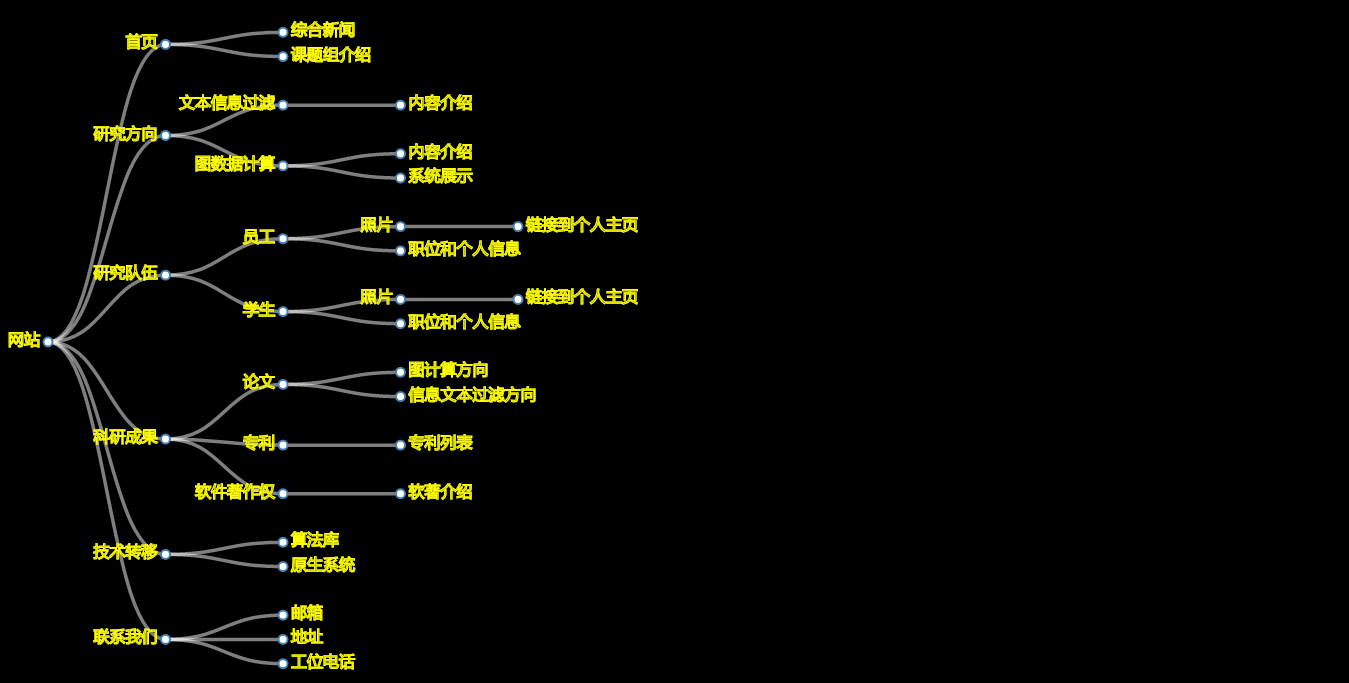 综合新闻
首页
课题组介绍
文本信息过滤
内容介绍
研究方向
内容介绍
图数据计算
系统展示
照片
链接到个人主页
员工
职位和个人信息
研究队伍
照片
链接到个人主页
学生
职位和个人信息
网站
图计算方向
论文
信息文本过滤方向
科研成果
专利
专利列表
软件著作权
软著介绍
算法库
技术转移
原生系统
邮箱
联系我们
地址
工位电话